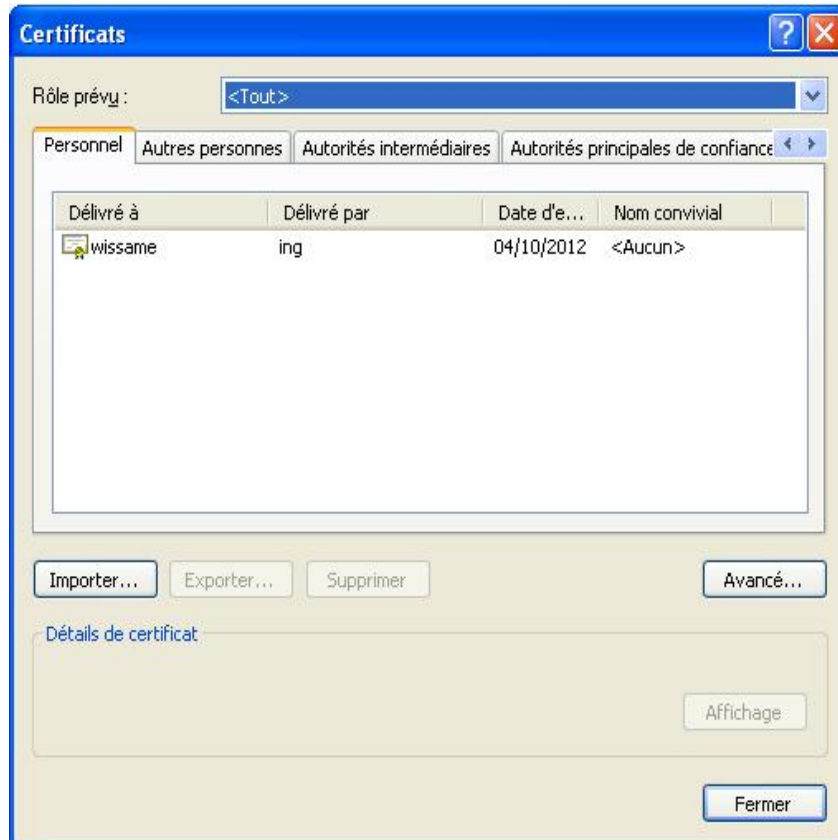 Certificats
Rôle prévu : <Tout>
Personnel Autres personnes Autorités intermédiaires Autorités principales de confiance
Délivré à Délivré par Date d'e... Nom convivial
wissame ing 04/10/2012 <Aucun>
Importer... Exporter... Supprimer Avancé...
Détails de certificat
Affichage
Fermer